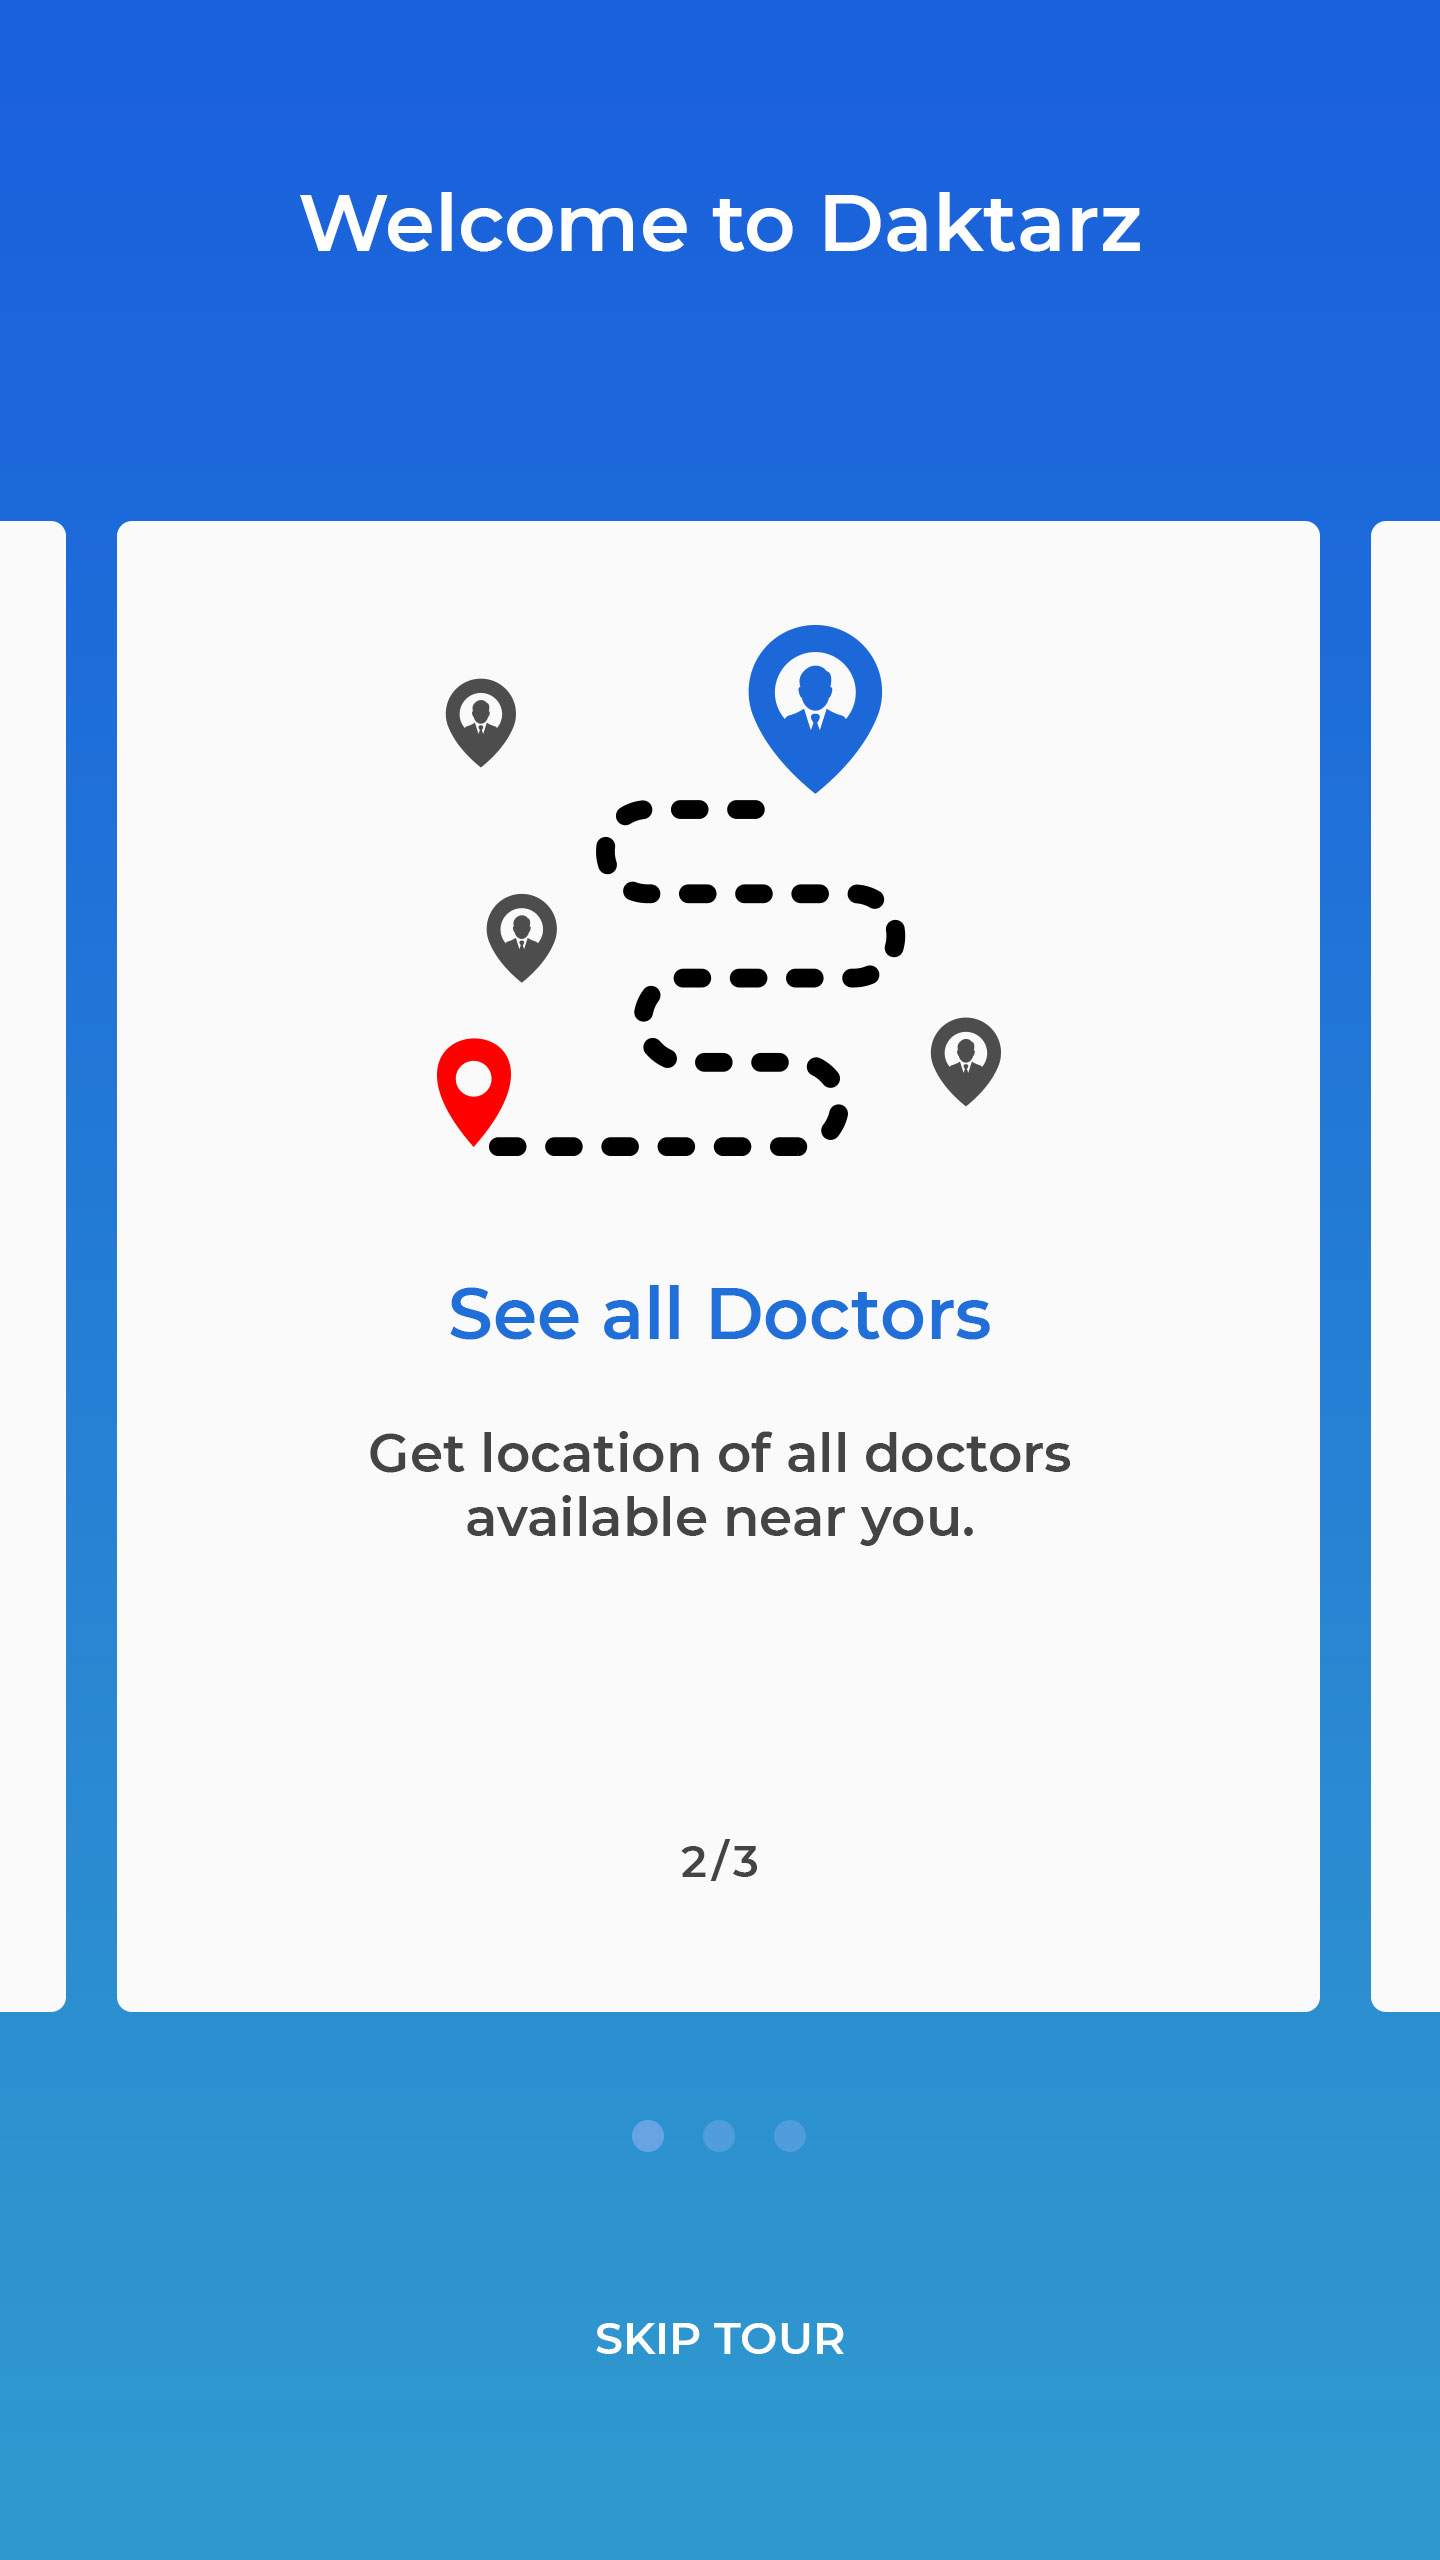 Welcome to Daktarz
See all Doctors
Get location of all doctors
available near you.
2/3
SKIP TOUR